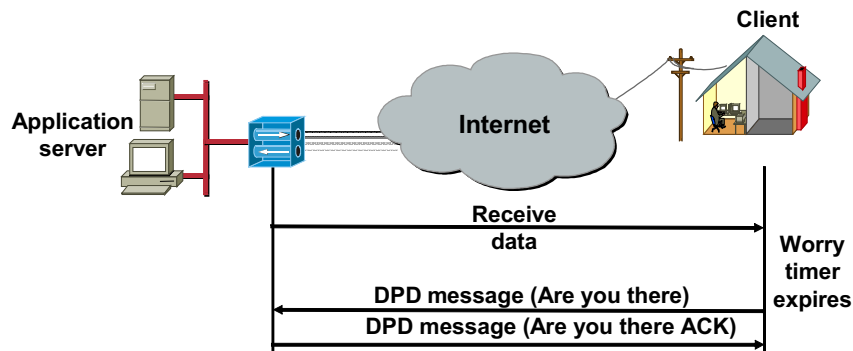 Client
Application
server
Internet
Receive
data
Worry
timer
expires
DPD message (Are you there)
DPD message (Are you there ACK)